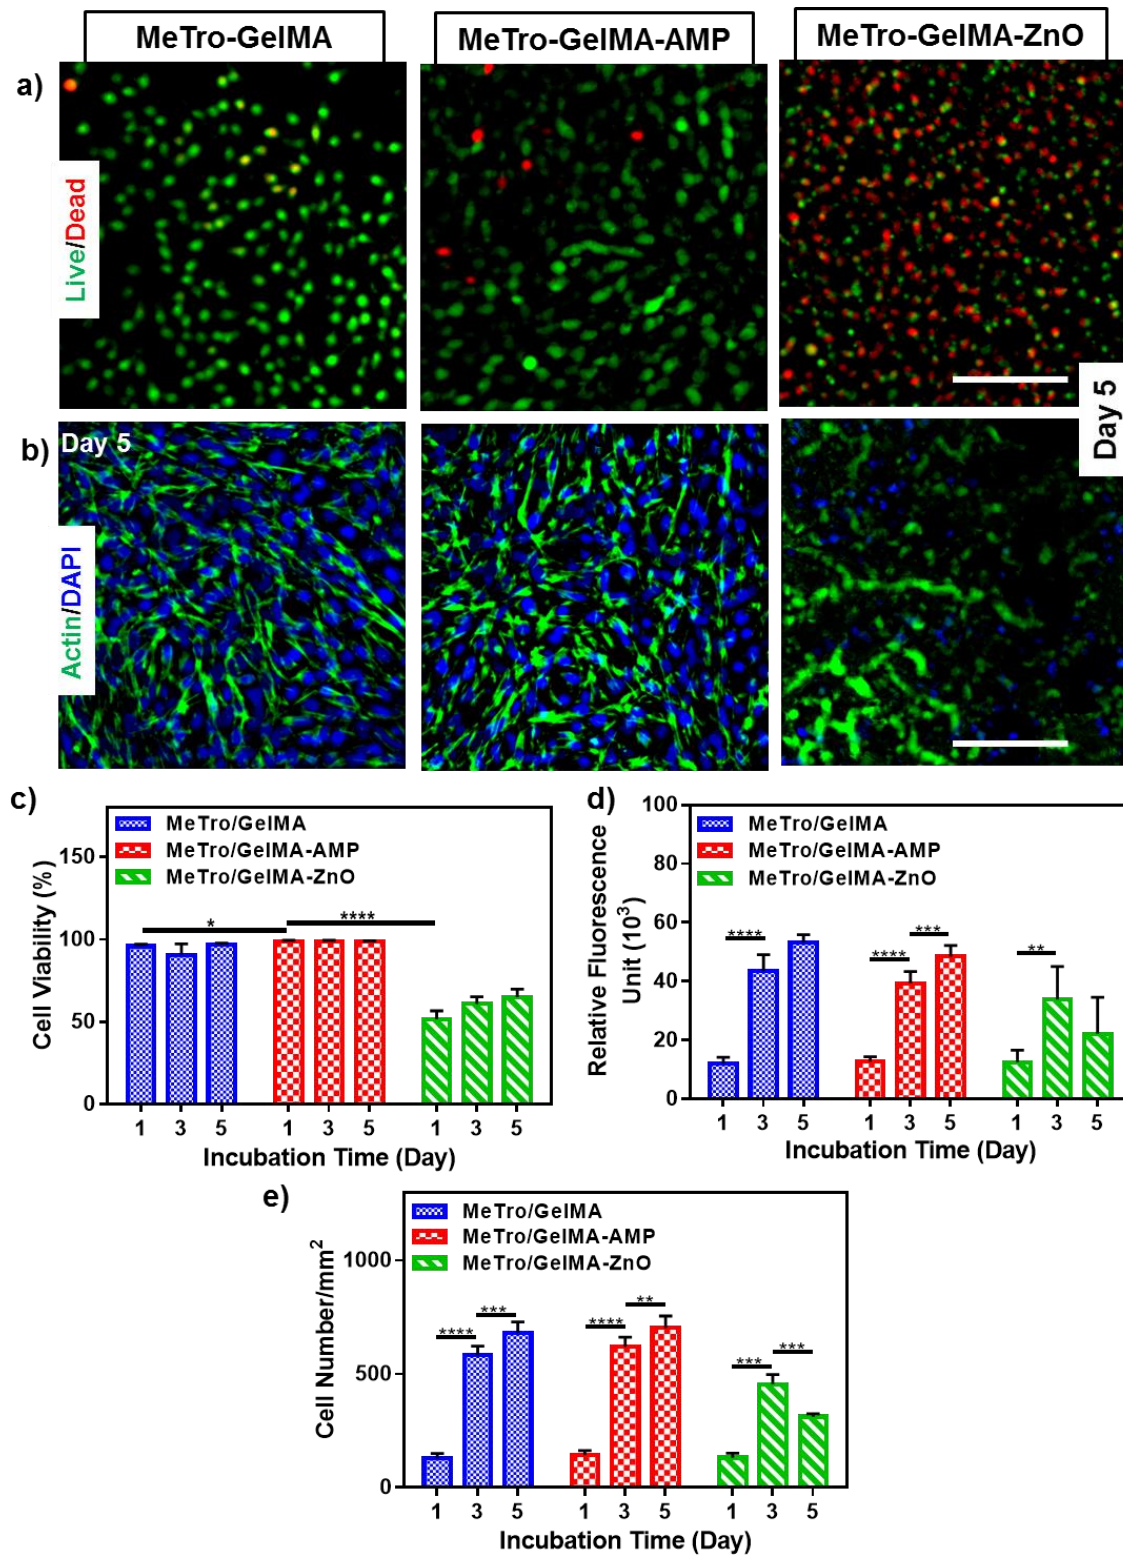 MeTro-GelMA
MeTro-GelMA-AMP
MeTro-GelMA-ZnO
a)
Live/Dead
b)
Day 5
Actin/DAPI
Day 5
c)
MeTro/GelMA
MeTro/GelMA-AMP
MeTro/GelMA-ZnO
Cell Viability (%)
150
100
50
0
*
****
1 3 5 1 3 5 1 3 5
Incubation Time (Day)
d)
MeTro/GelMA
MeTro/GelMA-AMP
MeTro/GelMA-ZnO
Relative Fluorescence
Unit (10³)
100
80
60
40
20
0
****
****
***
**
1 3 5 1 3 5 1 3 5
Incubation Time (Day)
e)
MeTro/GelMA
MeTro/GelMA-AMP
MeTro/GelMA-ZnO
Cell Number/mm²
1000
500
0
****
***
****
**
***
***
1 3 5 1 3 5 1 3 5
Incubation Time (Day)